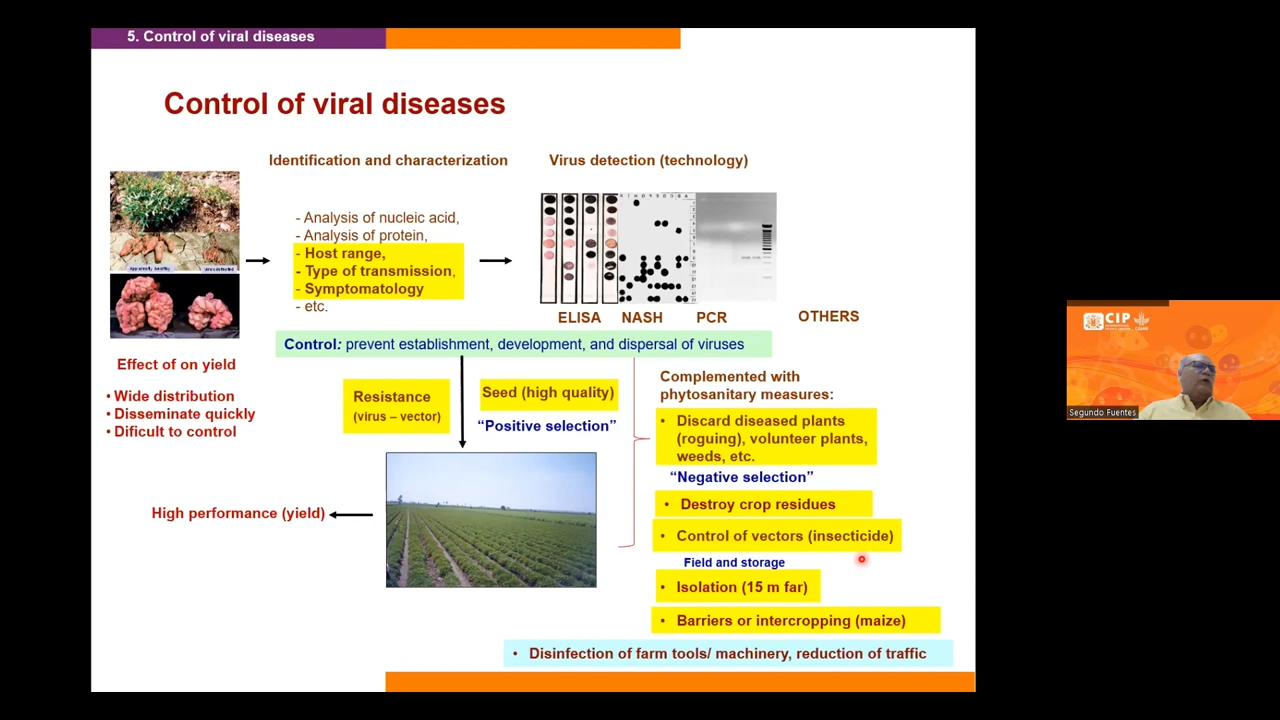 5. Control of viral diseases
Control of viral diseases
Identification and characterization
Virus detection (technology)
- Analysis of nucleic acid,
- Analysis of protein,
- Host range,
- Type of transmission,
- Symptomatology
- etc.
ELISA
NASH
PCR
OTHERS
Control: prevent establishment, development, and dispersal of viruses
Effect of on yield
• Wide distribution
• Disseminate quickly
• Dificult to control
Resistance
(virus – vector)
Seed (high quality)
“Positive selection”
Complemented with
phytosanitary measures:
• Discard diseased plants
(roguing), volunteer plants,
weeds, etc.
“Negative selection”
• Destroy crop residues
• Control of vectors (insecticide)
Field and storage
• Isolation (15 m far)
• Barriers or intercropping (maize)
• Disinfection of farm tools/ machinery, reduction of traffic
High performance (yield)
CIP
Segundo Fuentes